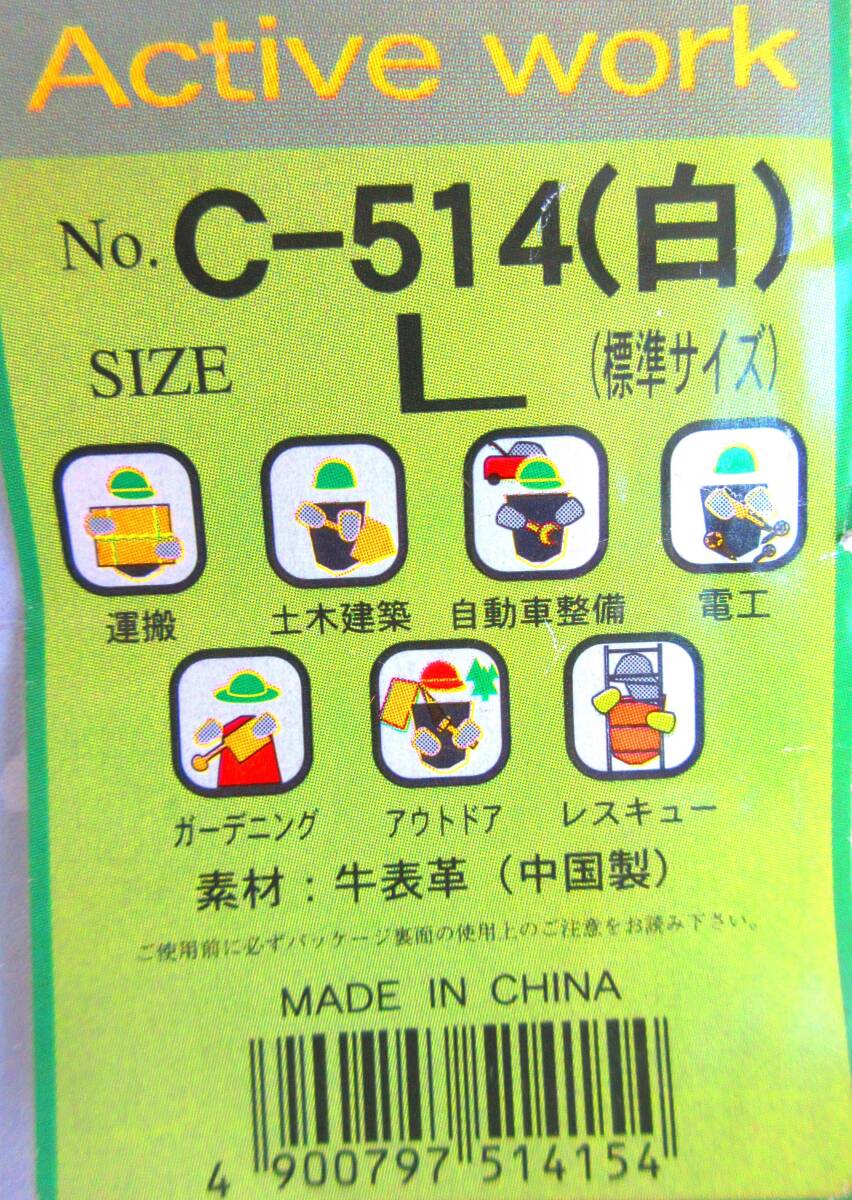 Active work
No. C-514(白)
SIZE L (標準サイズ)
運搬 土木建築 自動車整備 電工
ガーデニング アウトドア レスキュー
素材：牛表革（中国製）
ご使用前に必ずパッケージ裏面の使用上のご注意をお読み下さい。
MADE IN CHINA
4 900797 514154